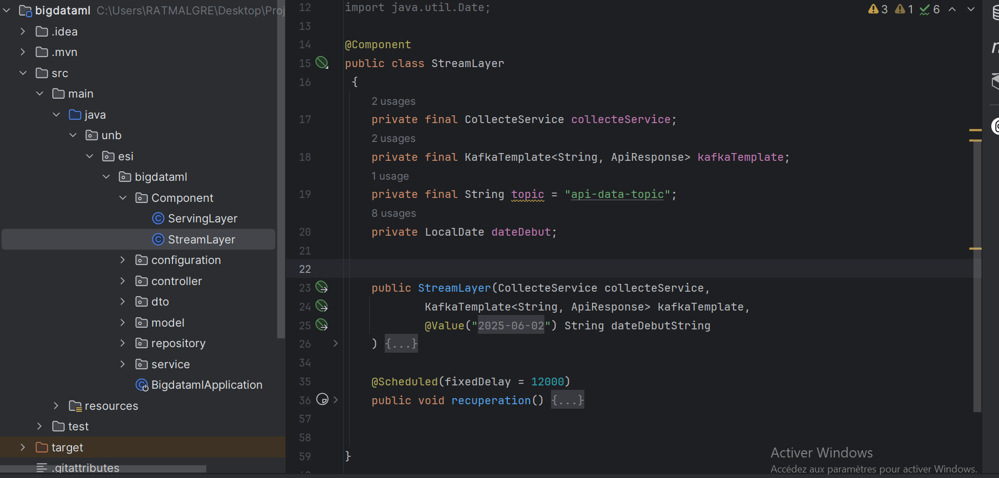 bigdataml C:\Users\RATMALGRE\Desktop\Proj
.idea
.mvn
src
main
java
unb
esi
bigdataml
Component
ServingLayer
StreamLayer
configuration
controller
dto
model
repository
service
BigdatamlApplication
resources
test
target
.gitattributes
12 import java.util.Date;
3 1 6
13
14 @Component
15 public class StreamLayer
16 {
2 usages
17 private final CollecteService collecteService;
2 usages
18 private final KafkaTemplate<String, ApiResponse> kafkaTemplate;
1 usage
19 private final String topic = "api-data-topic";
8 usages
20 private LocalDate dateDebut;
21
22
23 public StreamLayer(CollecteService collecteService,
24 KafkaTemplate<String, ApiResponse> kafkaTemplate,
25 @Value("2025-06-02") String dateDebutString
26 ) {...}
34
35 @Scheduled(fixedDelay = 12000)
36 public void recuperation() {...}
57
58
59 }
Activer Windows
Accédez aux paramètres pour activer Windows.